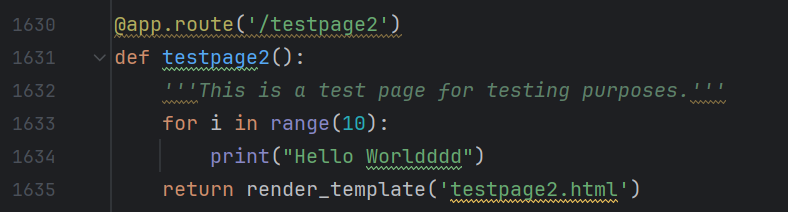 1630 @app.route('/testpage2')
1631 def testpage2():
1632 '''This is a test page for testing purposes.'''
1633 for i in range(10):
1634 print("Hello Worldddd")
1635 return render_template('testpage2.html')